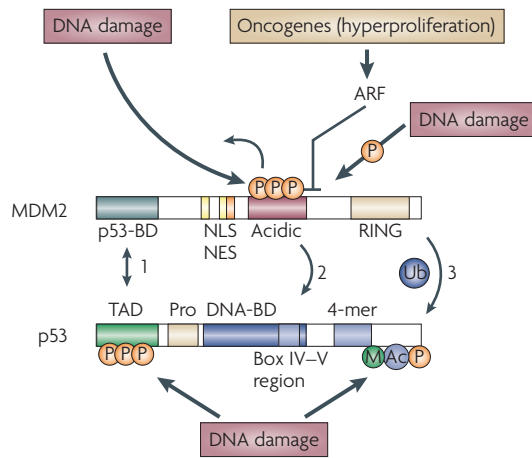 DNA damage
Oncogenes (hyperproliferation)
ARF
DNA damage
P
P P P
MDM2
p53-BD
NLS
NES
Acidic
RING
1
2
Ub
3
TAD
Pro
DNA-BD
4-mer
p53
P P P
Box IV–V
region
M Ac P
DNA damage